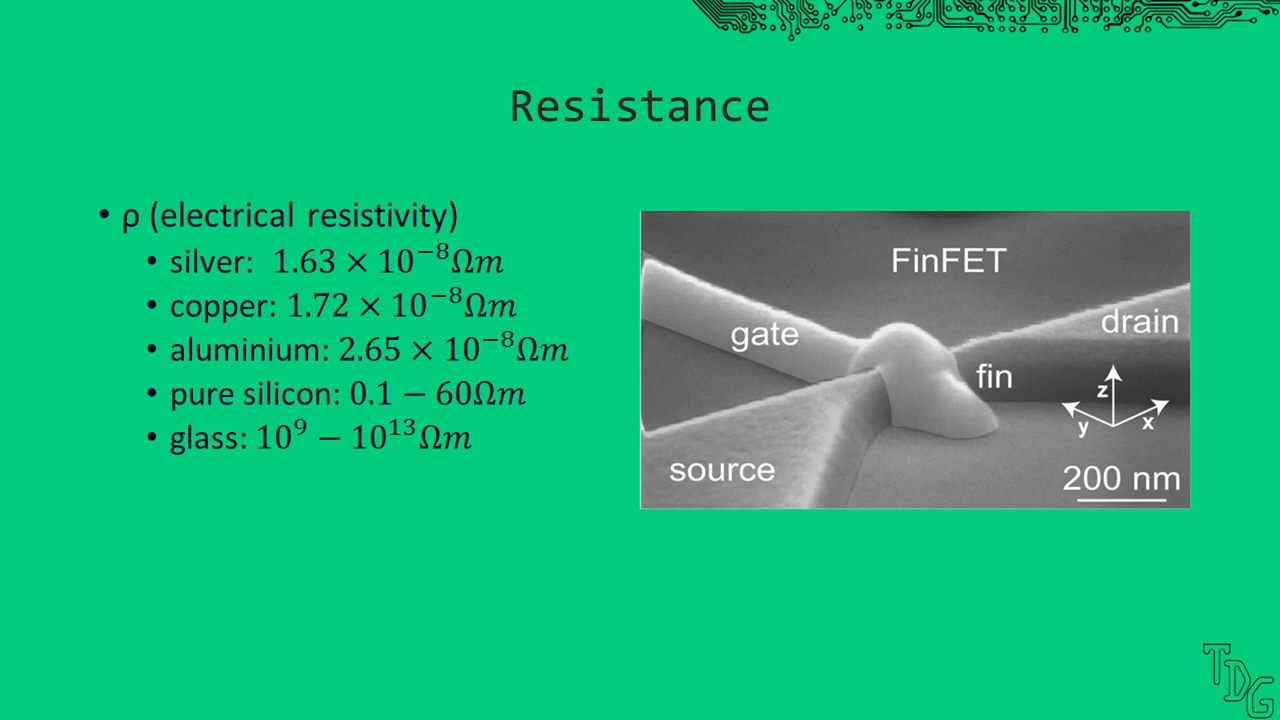 Resistance
• ρ (electrical resistivity)
• silver: 1.63 × 10⁻⁸Ωm
• copper: 1.72 × 10⁻⁸Ωm
• aluminium: 2.65 × 10⁻⁸Ωm
• pure silicon: 0.1 − 60Ωm
• glass: 10⁹ − 10¹³Ωm
FinFET
gate
drain
fin
z
y
x
source
200 nm
TDG